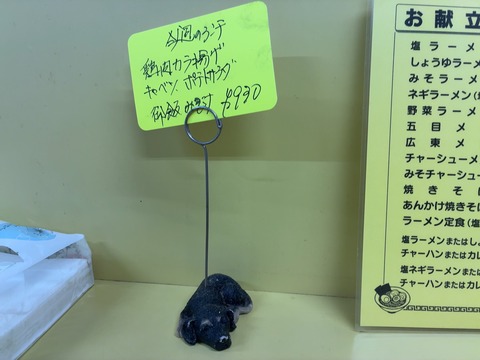 今週のランチ
鶏肉カラ揚げ
キャベツ、ポテトサラダ
御飯 みそ汁 ¥930
お献立
塩ラーメ
しょうゆラーメ
みそラーメ
ネギラーメン(
野菜ラーメ
五目メ
広東メ
チャーシューメ
みそチャーシュー
焼きそ
あんかけ焼きそ
ラーメン定食(塩
塩ラーメンまたはしょ
チャーハンまたはカレ
塩ネギラーメンまたは
チャーハンまたはカレ